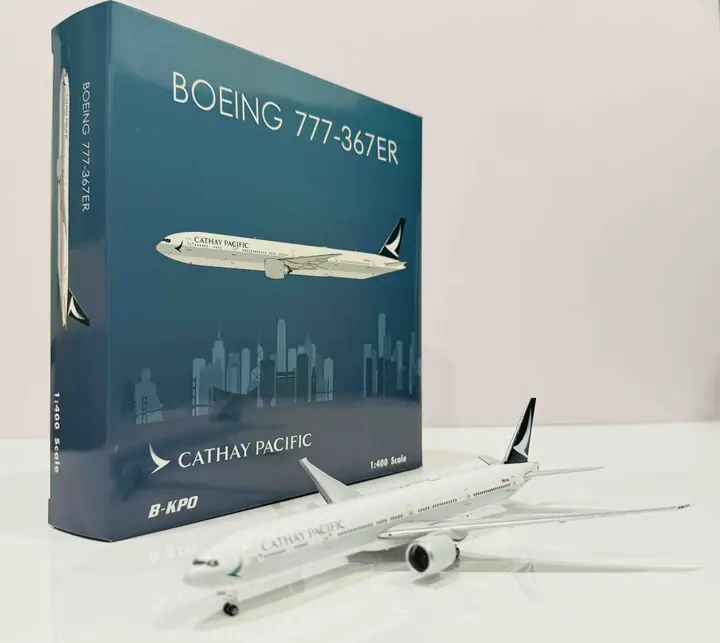 BOEING 777-367ER
BOEING 777-367ER
CATHAY PACIFIC
1:400 Scale
CATHAY PACIFIC
1:400 Scale
B-KPO
CATHAY PACIFIC